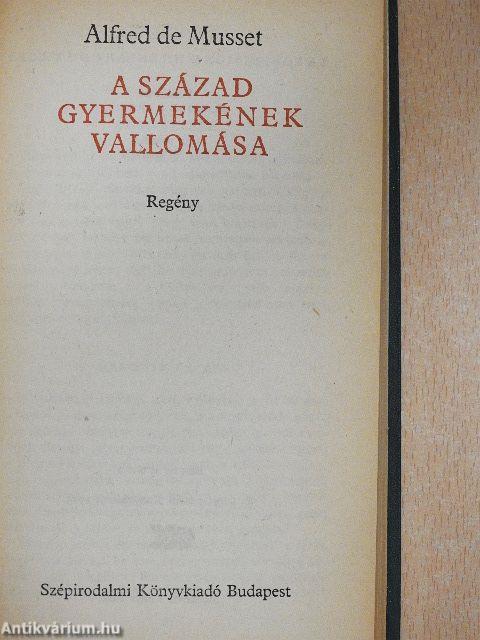 Alfred de Musset
A SZÁZAD
GYERMEKÉNEK
VALLOMÁSA
Regény
Szépirodalmi Könyvkiadó Budapest
Antikvárium.hu